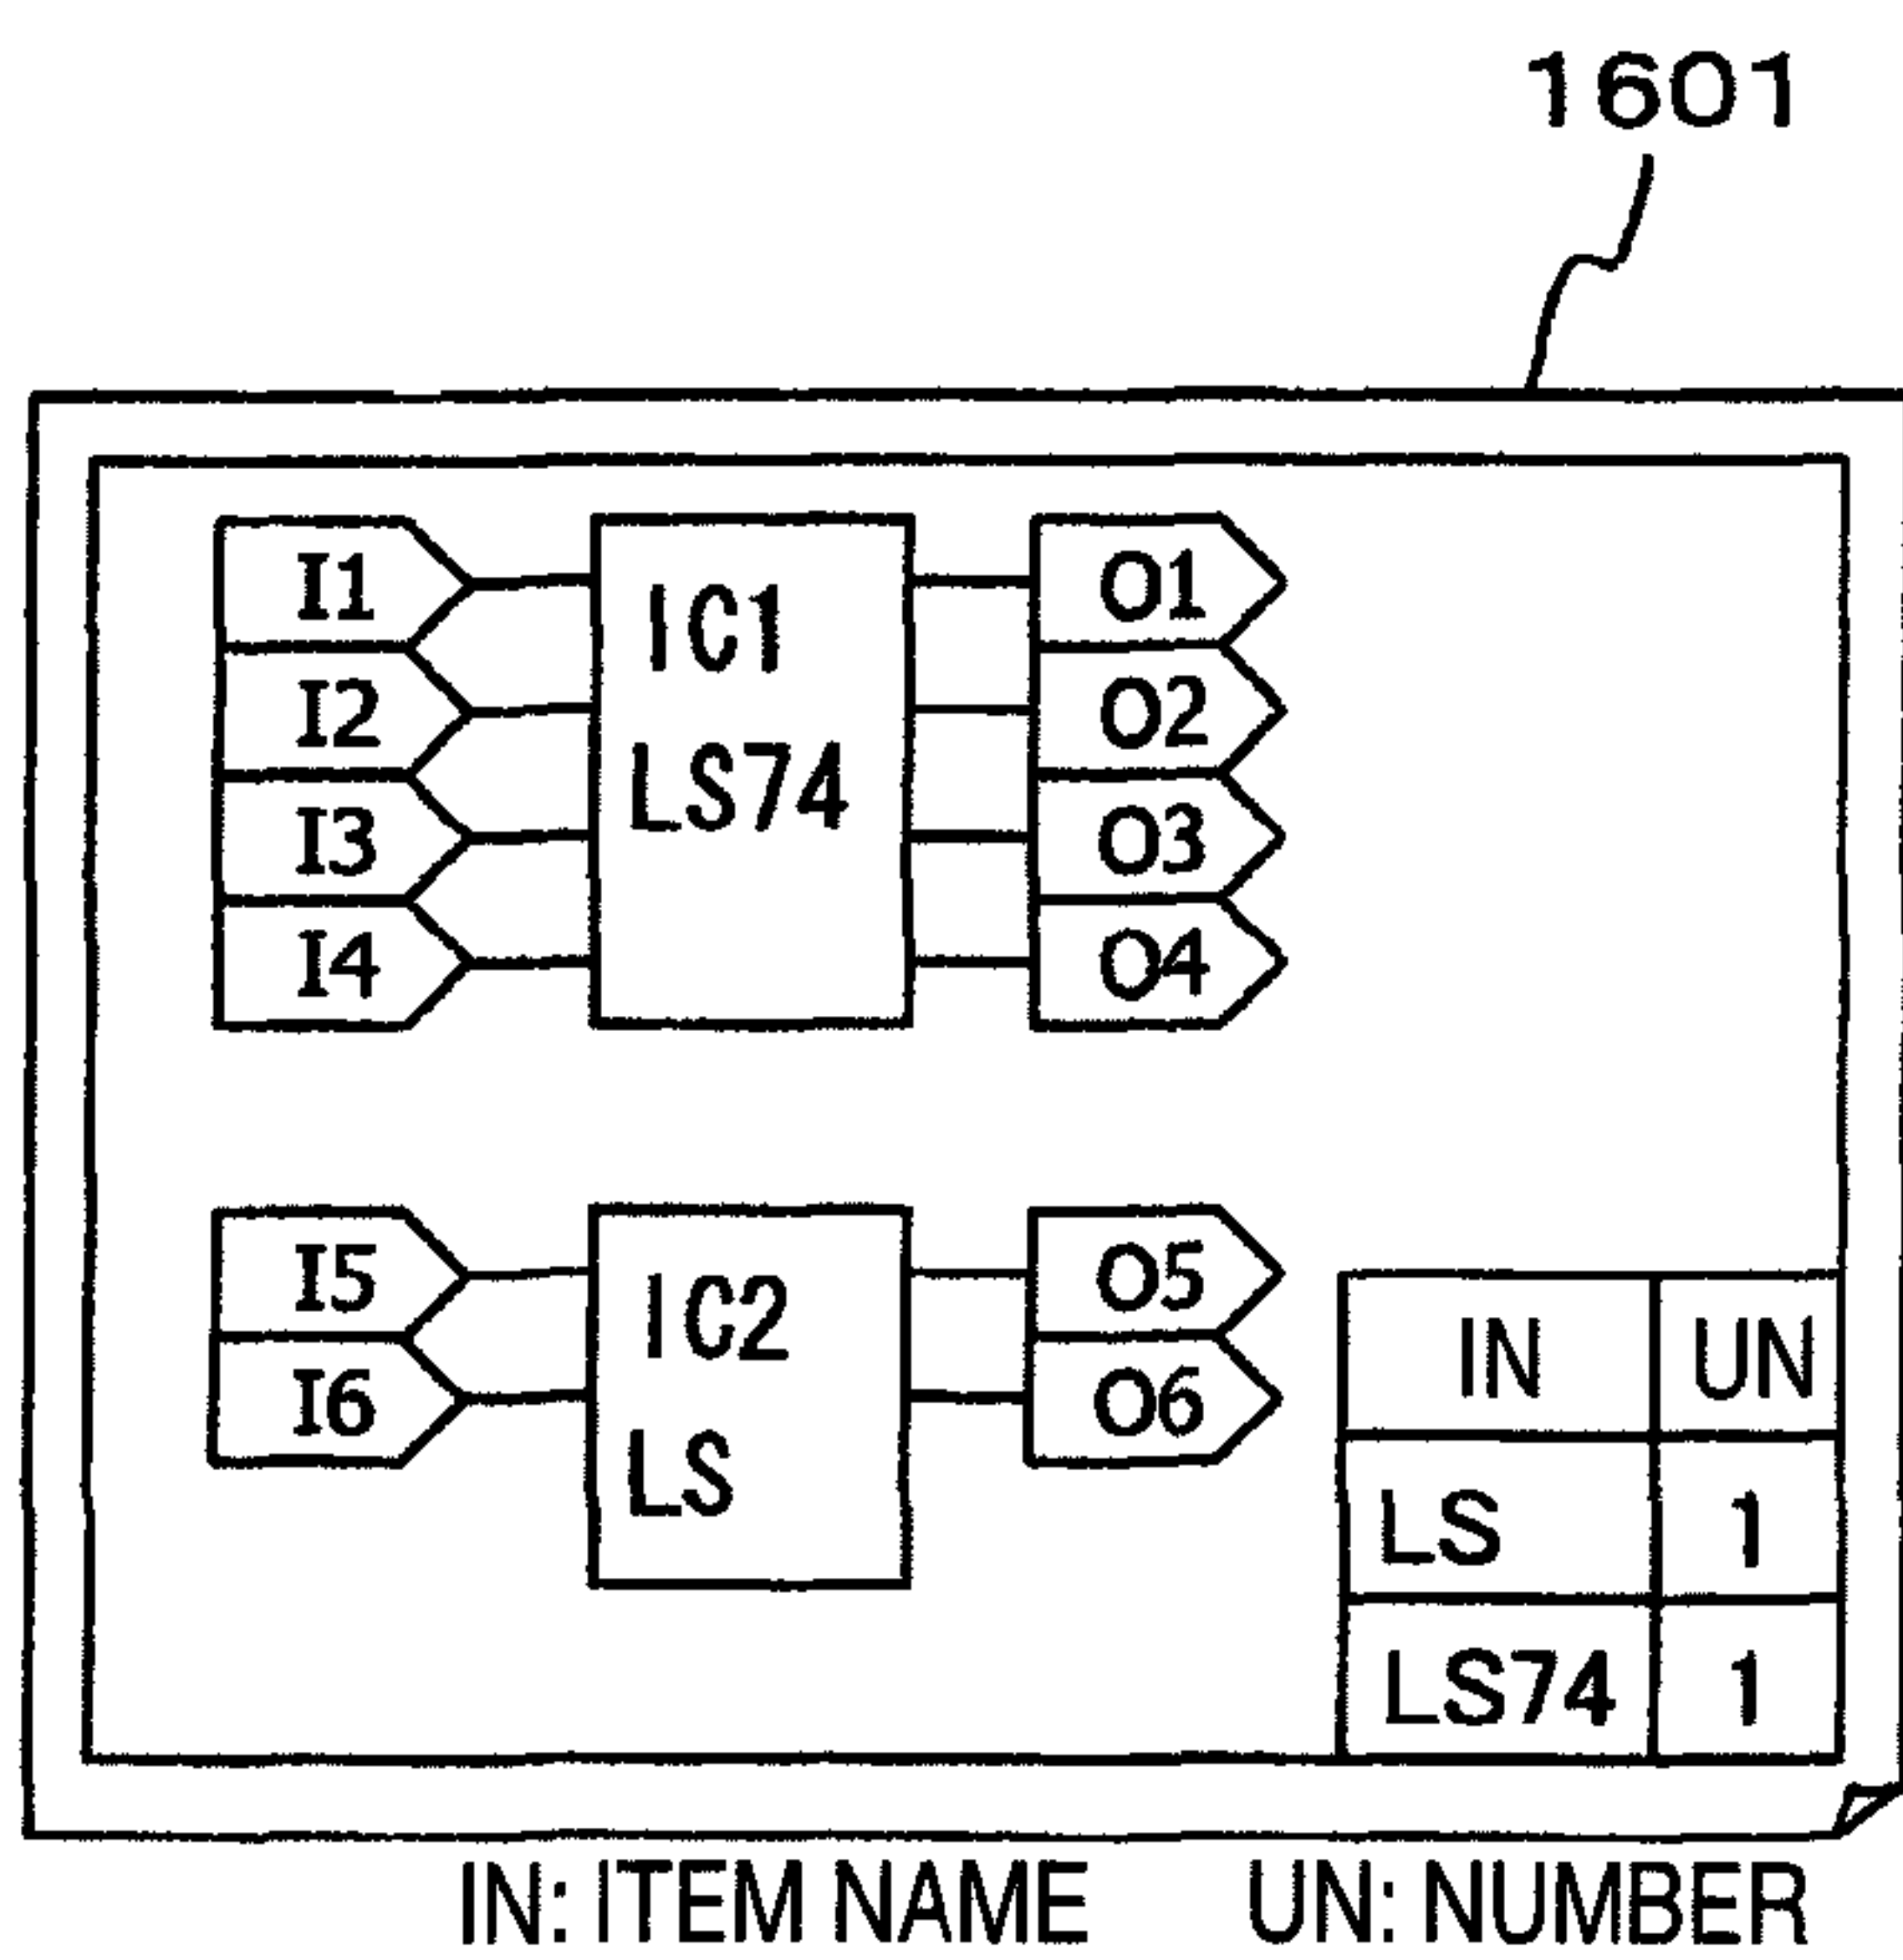 1601
I1 O1
IC1
I2 O2
LS74
I3 O3
I4 O4
I5 O5
IC2
I6 O6
LS
IN UN
LS 1
LS74 1
IN: ITEM NAME UN: NUMBER